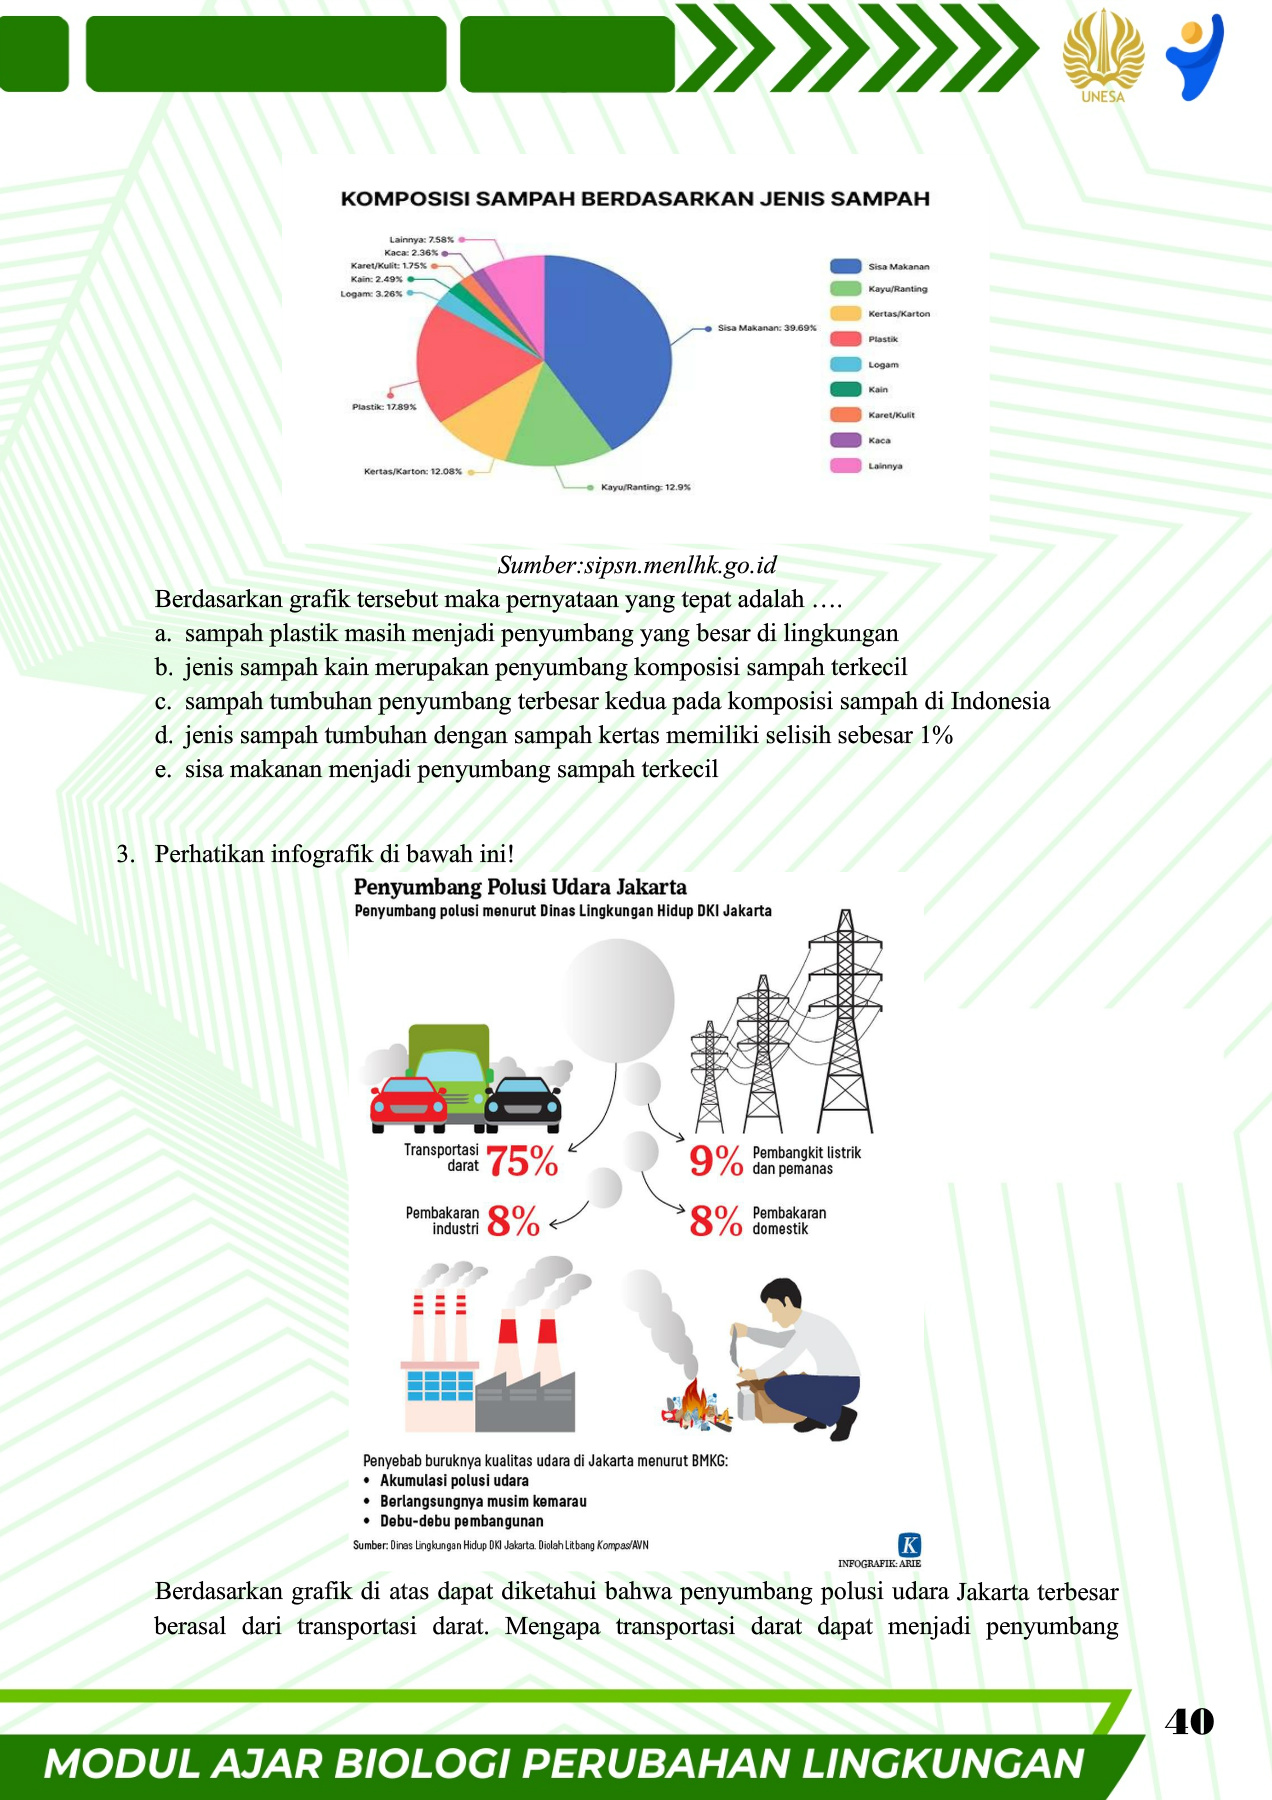 UNESA
KOMPOSISI SAMPAH BERDASARKAN JENIS SAMPAH
Lainnya: 7.58%
Kaca: 2.36%
Karet/Kulit: 1.75%
Kain: 2.49%
Logam: 3.26%
Plastik: 17.89%
Kertas/Karton: 12.08%
Kayu/Ranting: 12.9%
Sisa Makanan: 39.69%
Sisa Makanan
Kayu/Ranting
Kertas/Karton
Plastik
Logam
Kain
Karet/Kulit
Kaca
Lainnya
Sumber:sipsn.menlhk.go.id
Berdasarkan grafik tersebut maka pernyataan yang tepat adalah ….
a. sampah plastik masih menjadi penyumbang yang besar di lingkungan
b. jenis sampah kain merupakan penyumbang komposisi sampah terkecil
c. sampah tumbuhan penyumbang terbesar kedua pada komposisi sampah di Indonesia
d. jenis sampah tumbuhan dengan sampah kertas memiliki selisih sebesar 1%
e. sisa makanan menjadi penyumbang sampah terkecil
3. Perhatikan infografik di bawah ini!
Penyumbang Polusi Udara Jakarta
Penyumbang polusi menurut Dinas Lingkungan Hidup DKI Jakarta
Transportasi
darat
75%
9%
Pembangkit listrik
dan pemanas
Pembakaran
industri
8%
8%
Pembakaran
domestik
Penyebab buruknya kualitas udara di Jakarta menurut BMKG:
• Akumulasi polusi udara
• Berlangsungnya musim kemarau
• Debu-debu pembangunan
Sumber: Dinas Lingkungan Hidup DKI Jakarta. Diolah Litbang Kompas/AVN
K
INFOGRAFIK: ARIE
Berdasarkan grafik di atas dapat diketahui bahwa penyumbang polusi udara Jakarta terbesar
berasal dari transportasi darat. Mengapa transportasi darat dapat menjadi penyumbang
40
MODUL AJAR BIOLOGI PERUBAHAN LINGKUNGAN